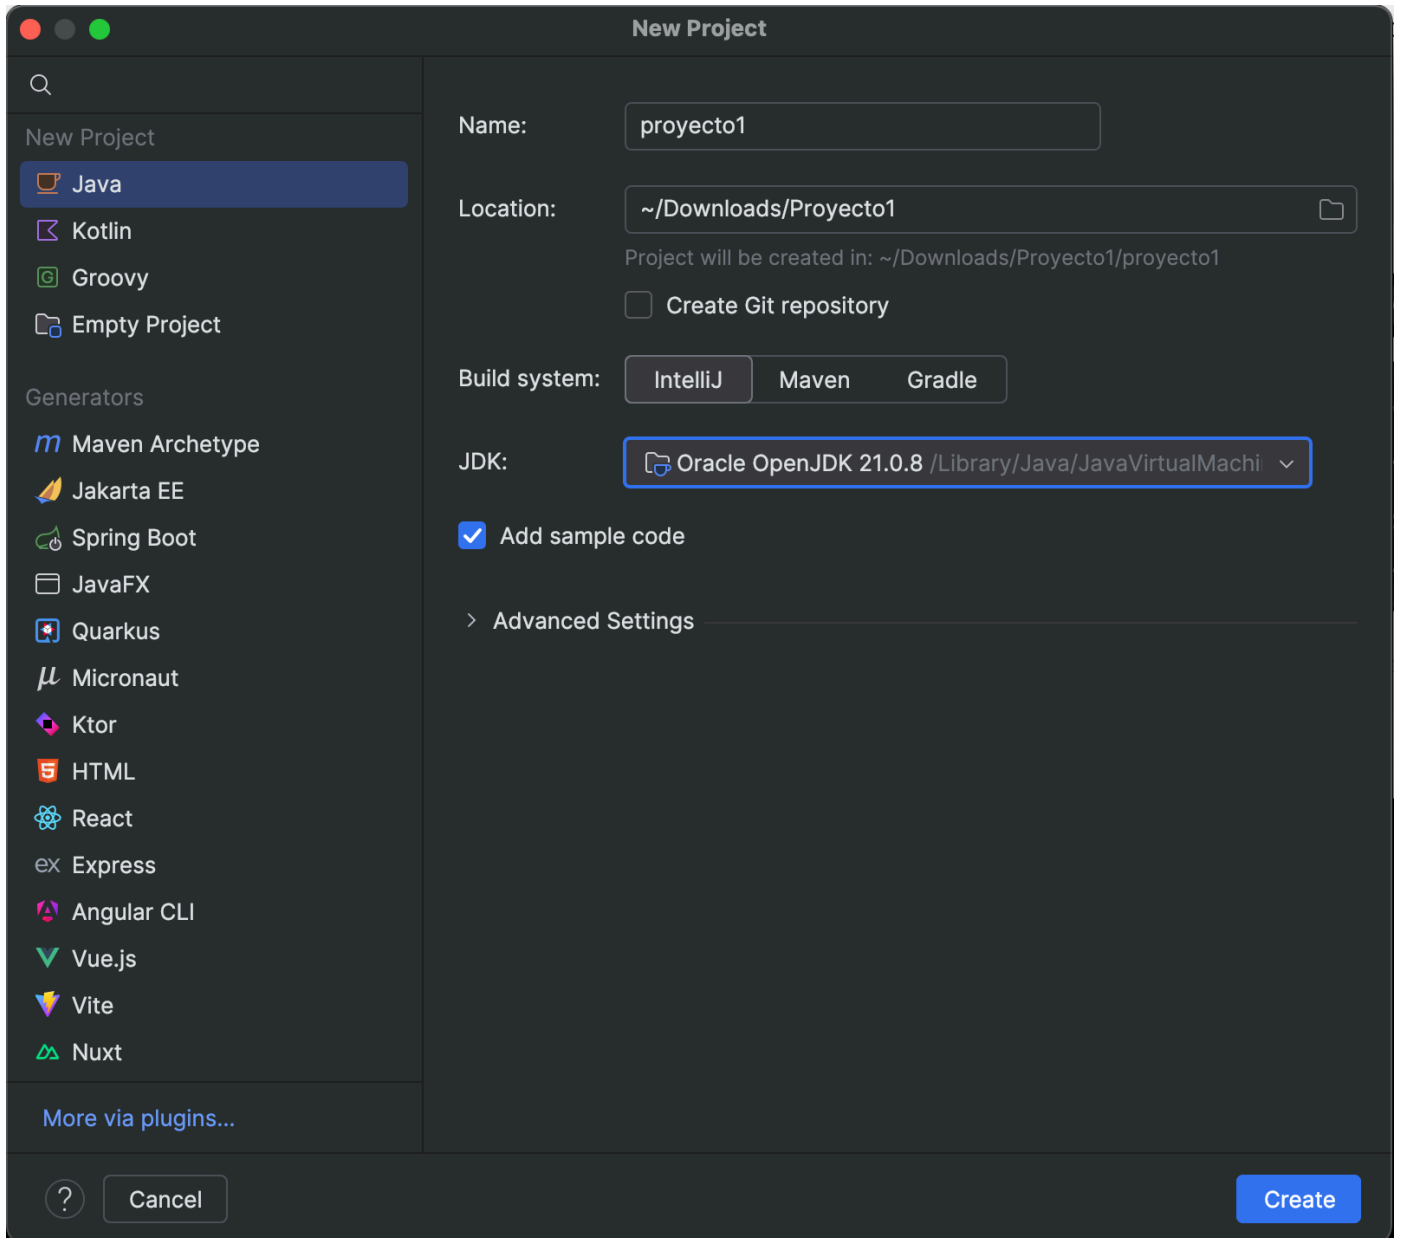 New Project
New Project
Java
Kotlin
Groovy
Empty Project
Generators
Maven Archetype
Jakarta EE
Spring Boot
JavaFX
Quarkus
Micronaut
Ktor
HTML
React
ex Express
Angular CLI
Vue.js
Vite
Nuxt
More via plugins...
Name: proyecto1
Location: ~/Downloads/Proyecto1
Project will be created in: ~/Downloads/Proyecto1/proyecto1
Create Git repository
Build system: IntelliJ Maven Gradle
JDK: Oracle OpenJDK 21.0.8 /Library/Java/JavaVirtualMachi
Add sample code
Advanced Settings
? Cancel Create